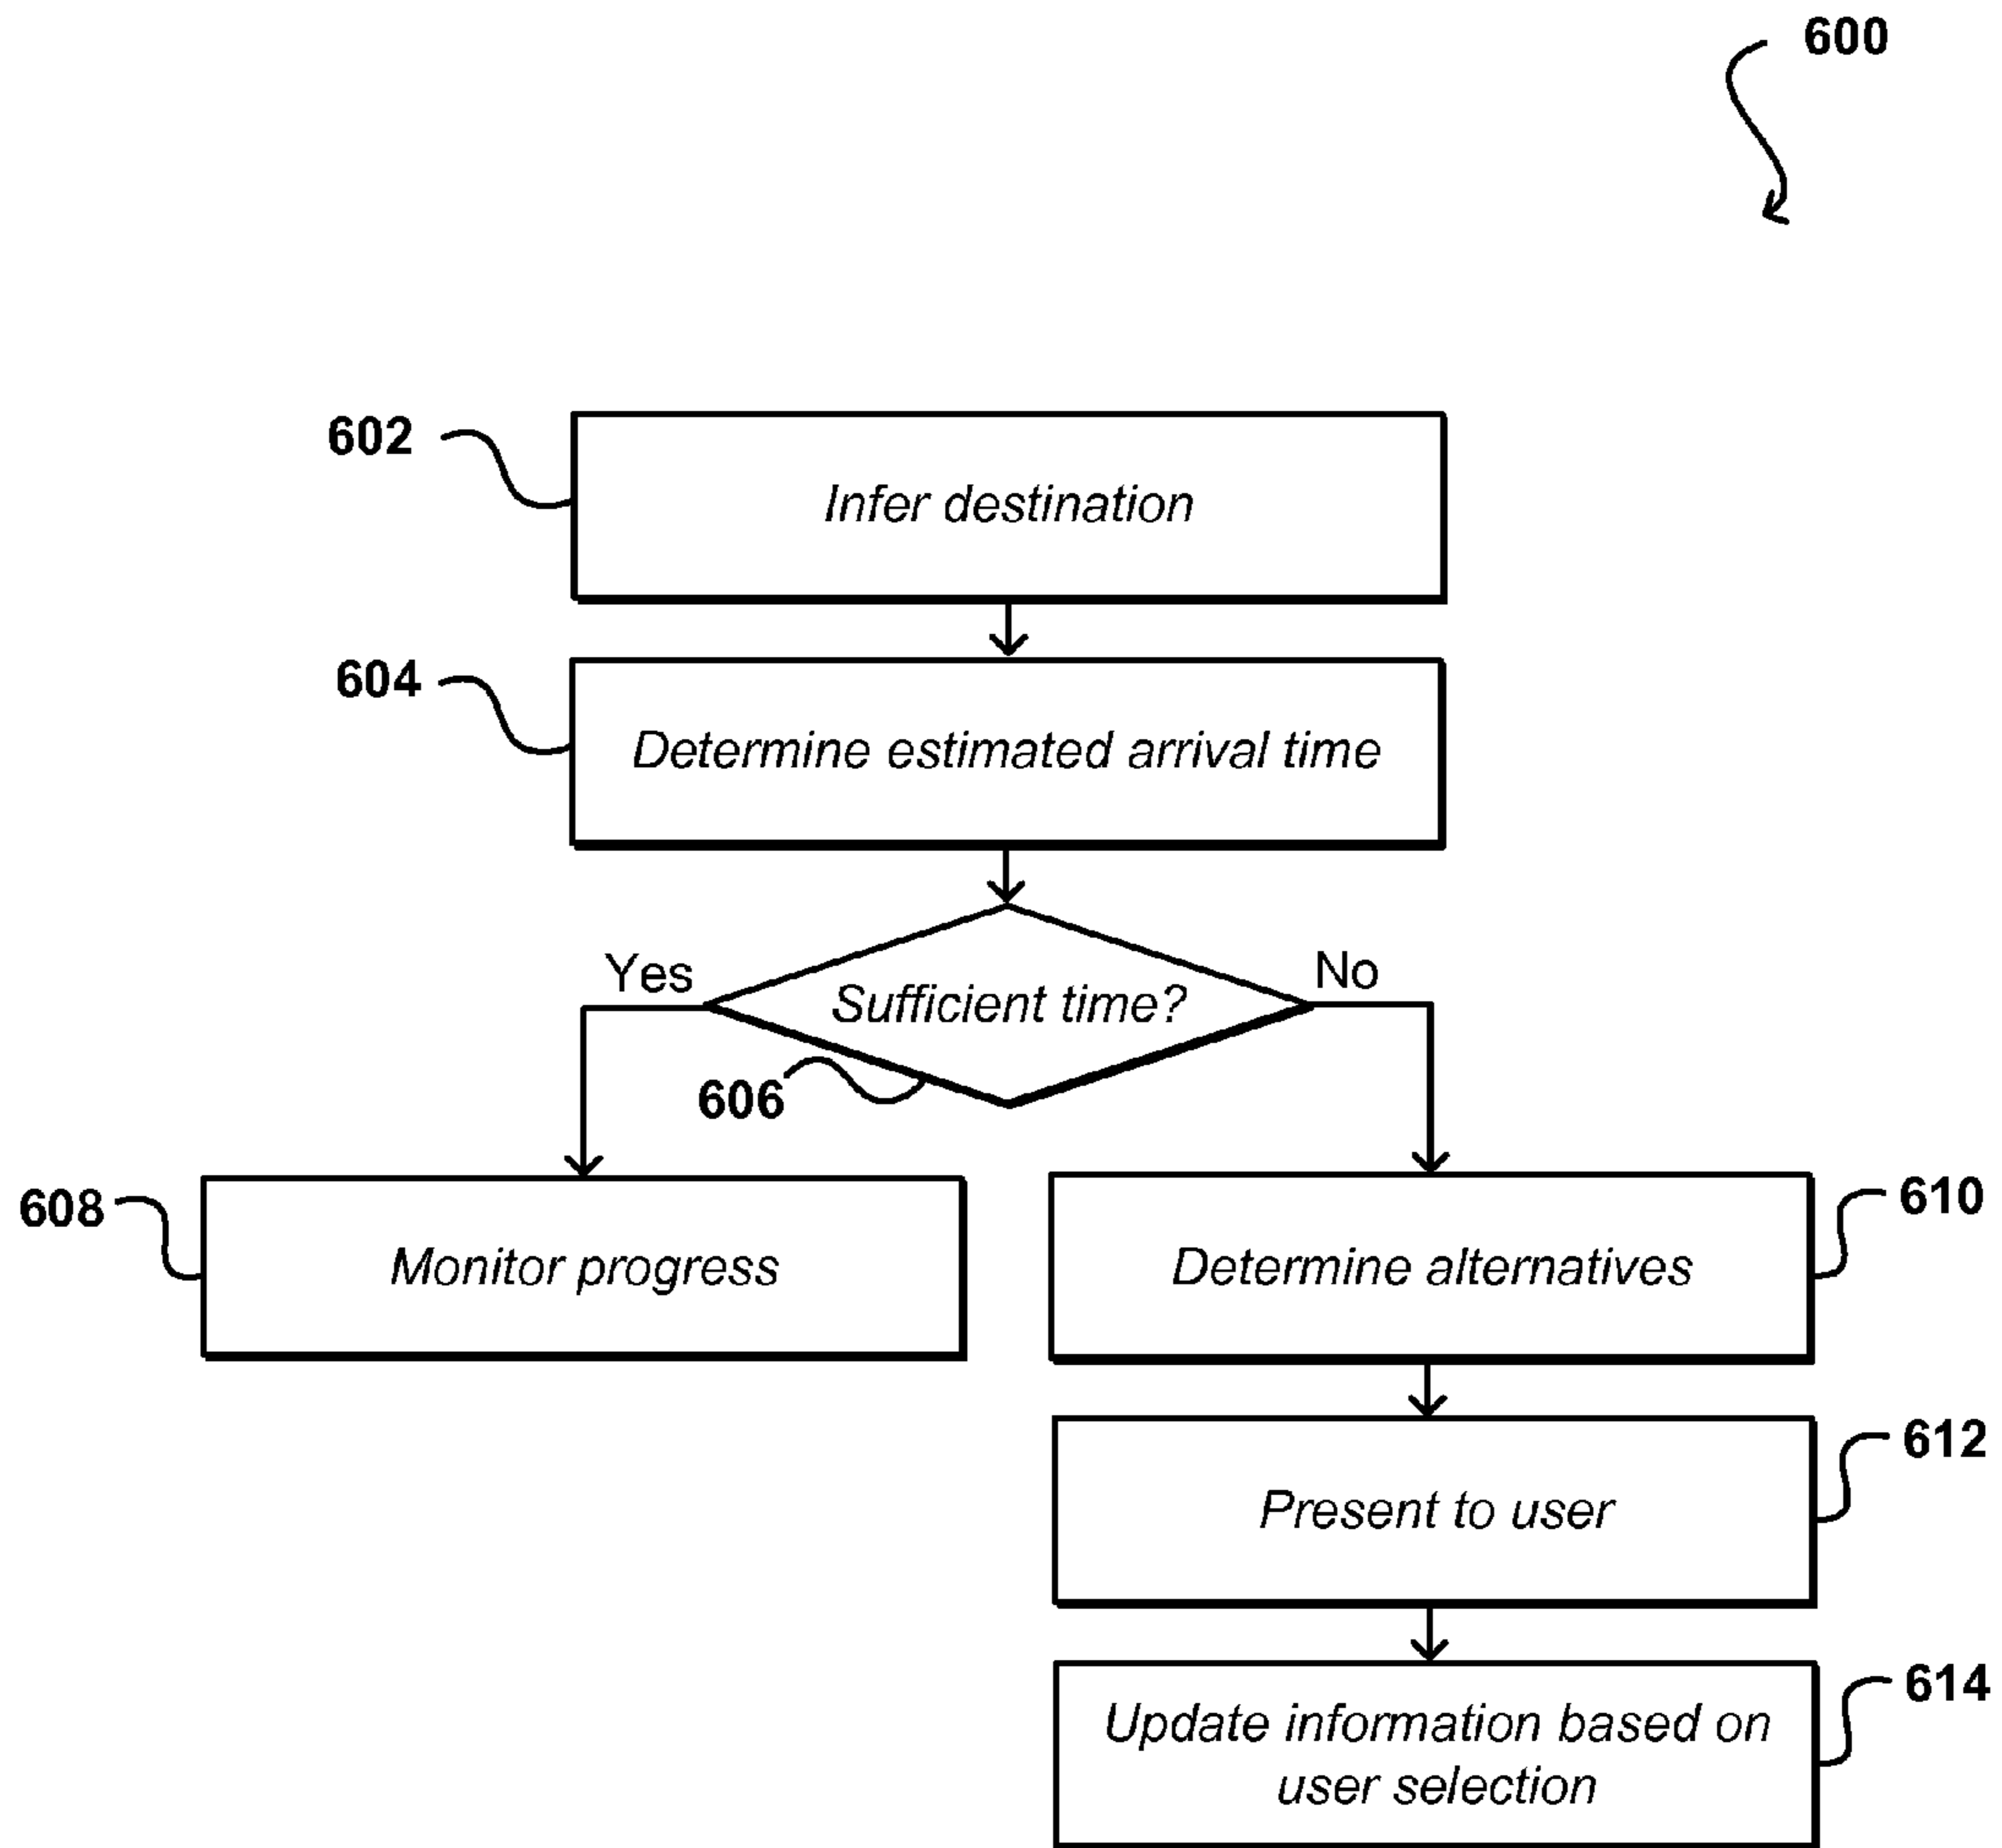 600
602
Infer destination
604
Determine estimated arrival time
Yes
No
Sufficient time?
606
608
Monitor progress
610
Determine alternatives
612
Present to user
614
Update information based on
user selection